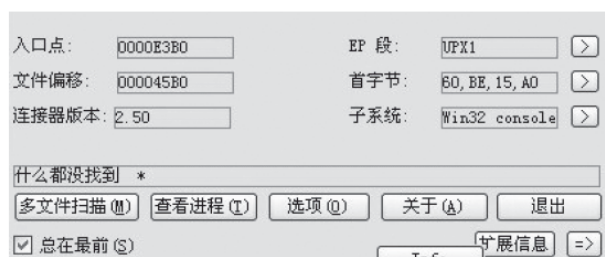 入口点: 0000E3B0 EP 段: UPX1 >
文件偏移: 000045B0 首字节: 60,BE,15,A0 >
连接器版本: 2.50 子系统: Win32 console >
什么都没找到 *
多文件扫描(M) 查看进程(T) 选项(O) 关于(A) 退出
总在最前(S) 扩展信息 =>